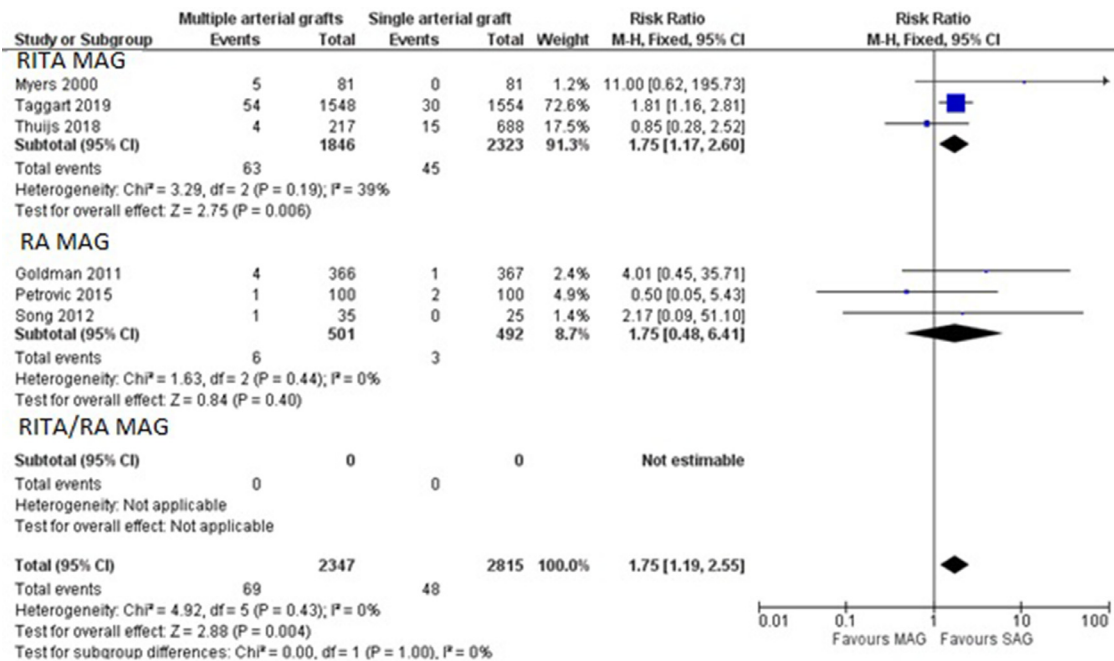 Multiple arterial grafts Single arterial graft Risk Ratio Risk Ratio
Study or Subgroup Events Total Events Total Weight M-H, Fixed, 95% CI M-H, Fixed, 95% CI
RITA MAG
Myers 2000 5 81 0 81 1.2% 11.00 [0.62, 195.73]
Taggart 2019 54 1548 30 1554 72.6% 1.81 [1.16, 2.81]
Thuijs 2018 4 217 15 688 17.5% 0.85 [0.28, 2.52]
Subtotal (95% CI) 1846 2323 91.3% 1.75 [1.17, 2.60]
Total events 63 45
Heterogeneity: Chi² = 3.29, df = 2 (P = 0.19); I² = 39%
Test for overall effect: Z = 2.75 (P = 0.006)
RA MAG
Goldman 2011 4 366 1 367 2.4% 4.01 [0.45, 35.71]
Petrovic 2015 1 100 2 100 4.9% 0.50 [0.05, 5.43]
Song 2012 1 35 0 25 1.4% 2.17 [0.09, 51.10]
Subtotal (95% CI) 501 492 8.7% 1.75 [0.48, 6.41]
Total events 6 3
Heterogeneity: Chi² = 1.63, df = 2 (P = 0.44); I² = 0%
Test for overall effect: Z = 0.84 (P = 0.40)
RITA/RA MAG
Subtotal (95% CI) 0 0 Not estimable
Total events 0 0
Heterogeneity: Not applicable
Test for overall effect: Not applicable
Total (95% CI) 2347 2815 100.0% 1.75 [1.19, 2.55]
Total events 69 48
Heterogeneity: Chi² = 4.92, df = 5 (P = 0.43); I² = 0%
Test for overall effect: Z = 2.88 (P = 0.004)
Test for subgroup differences: Chi² = 0.00, df = 1 (P = 1.00), I² = 0%
0.01 0.1 1 10 100
Favours MAG Favours SAG